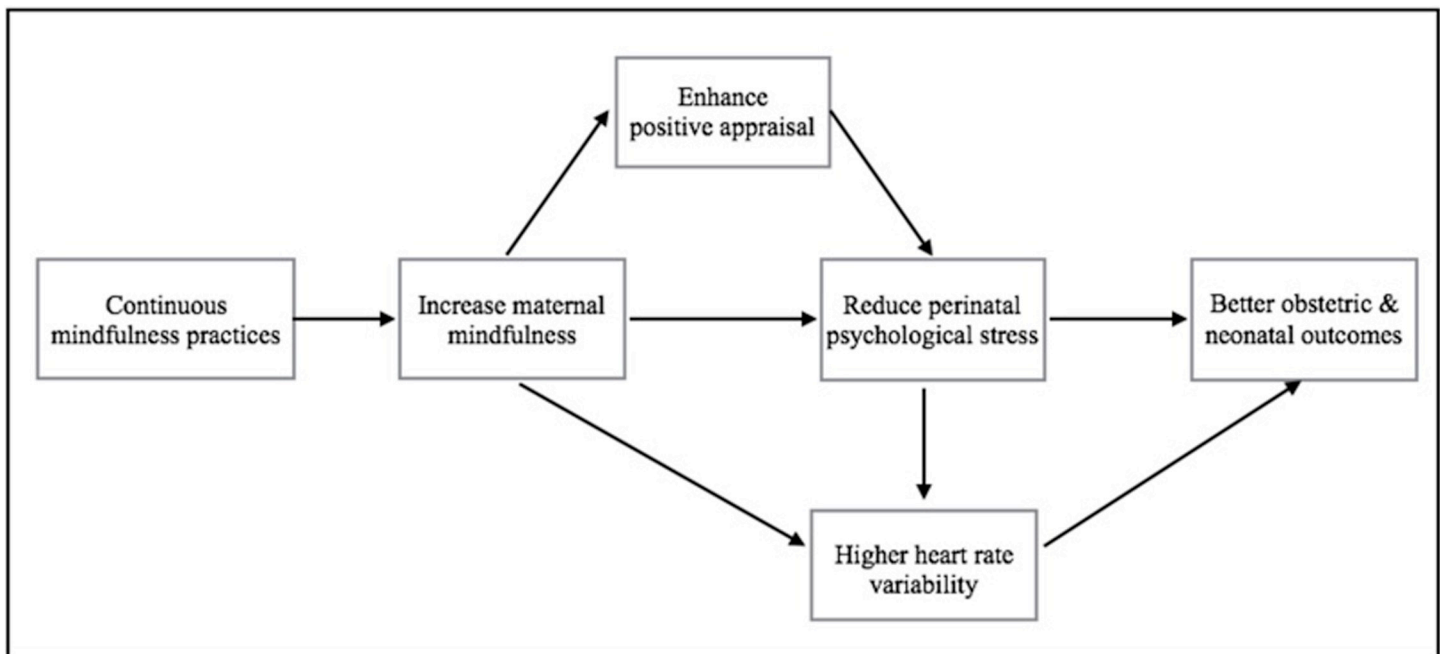 Enhance
positive appraisal
Continuous
mindfulness practices
Increase maternal
mindfulness
Reduce perinatal
psychological stress
Better obstetric &
neonatal outcomes
Higher heart rate
variability